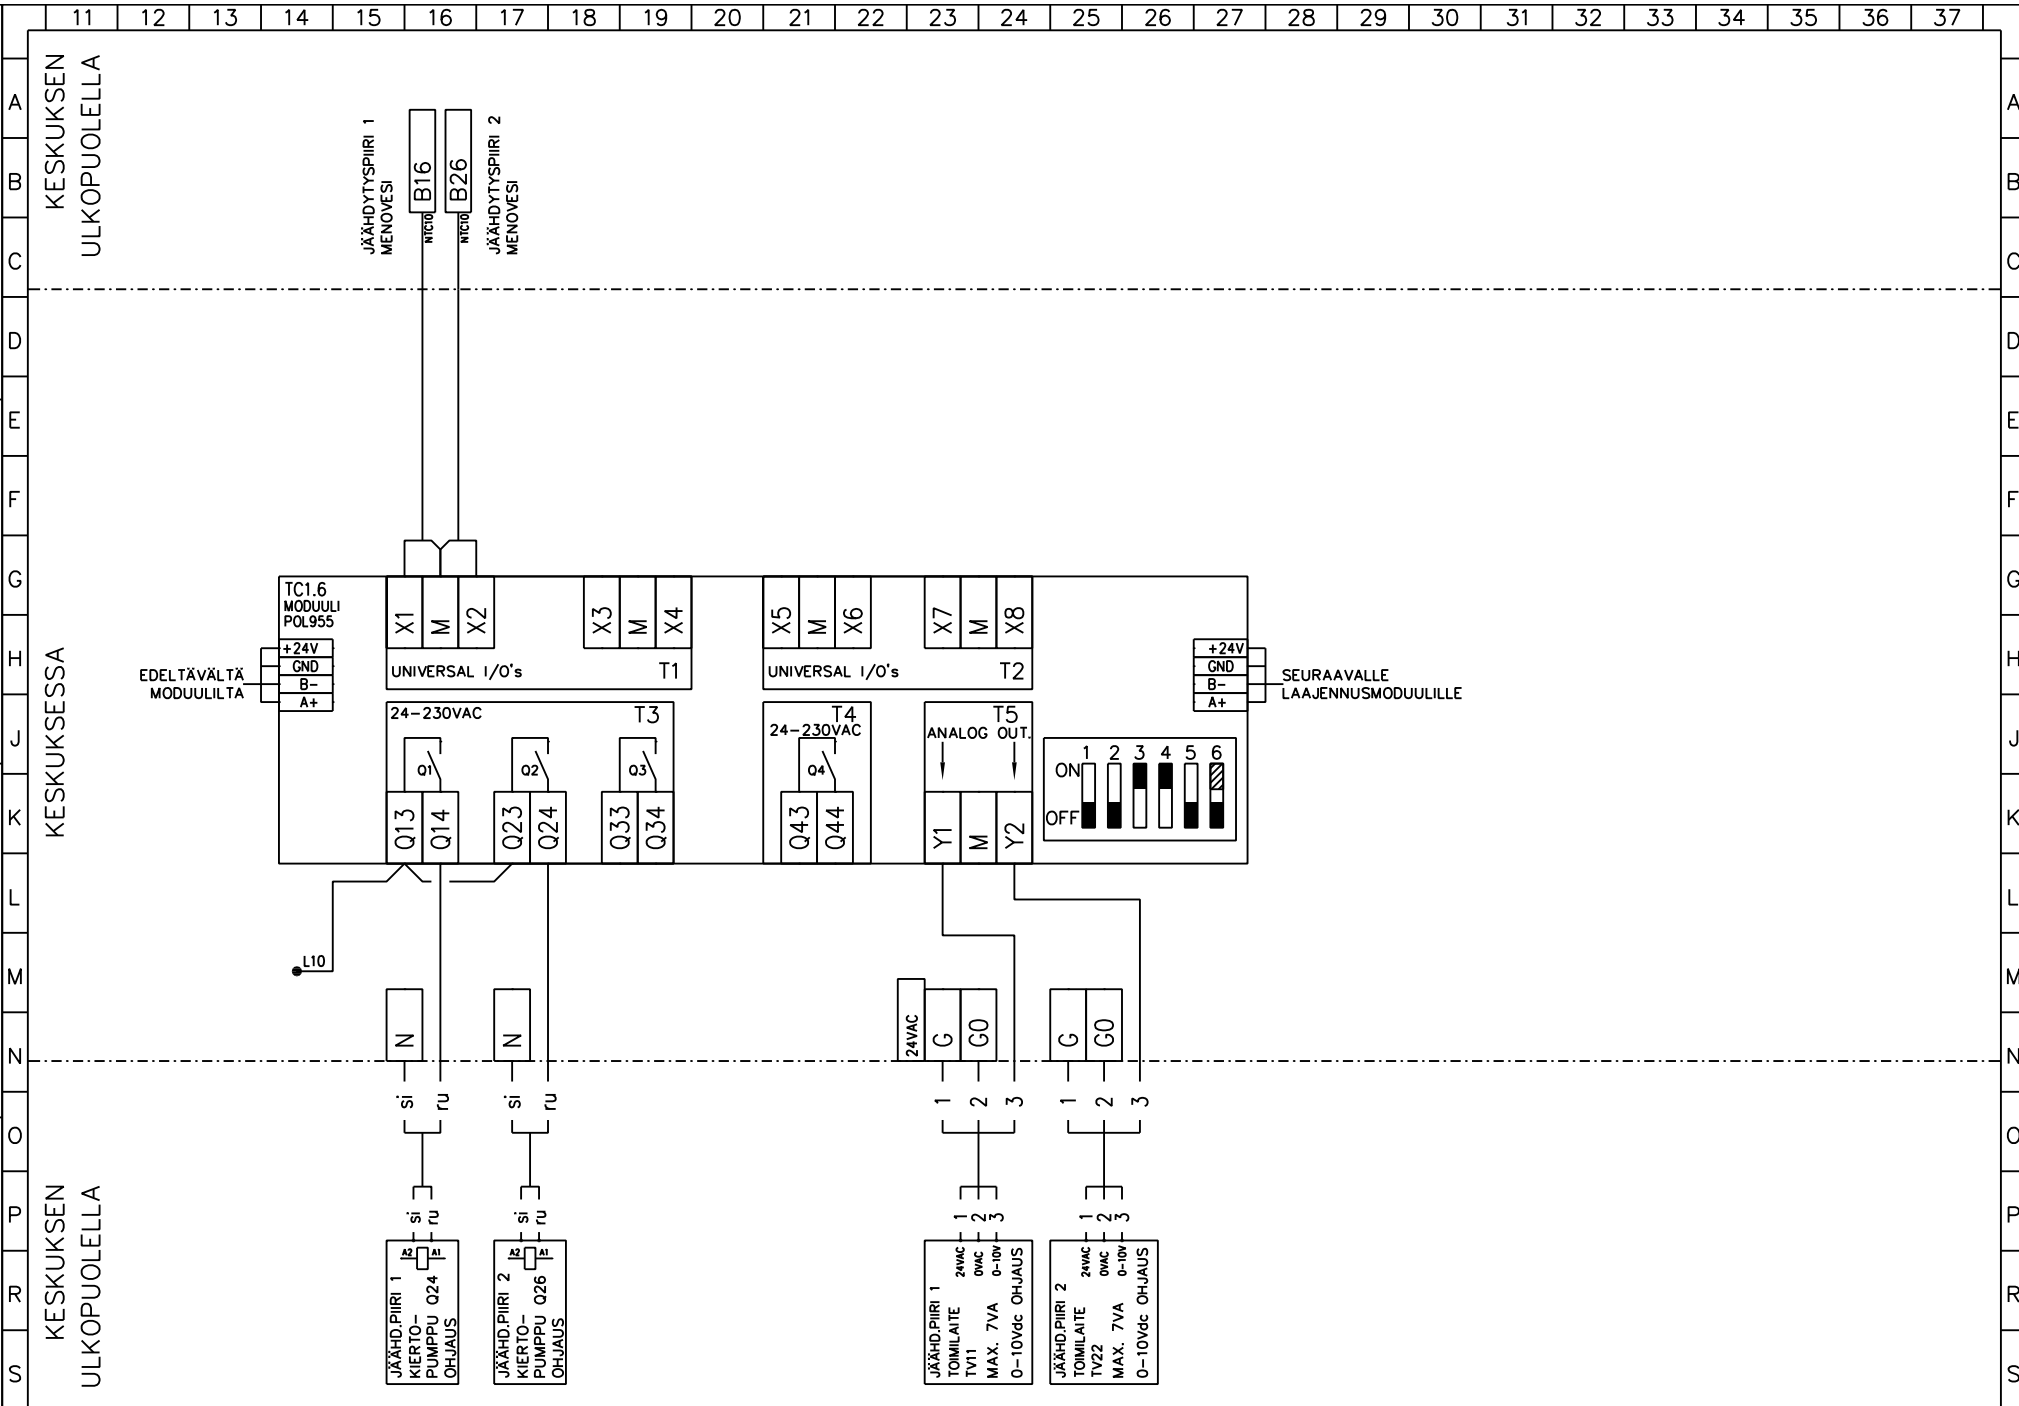 11 12 13 14 15 16 17 18 19 20 21 22 23 24 25 26 27 28 29 30 31 32 33 34 35 36 37
A
B
C
D
E
F
G
H
J
K
L
M
N
O
P
R
S
KESKUKSEN
ULKOPUOLELLA
JÄÄHDYTYSPIIRI 1
MENOVESI
B16
NTC10
B26
NTC10
JÄÄHDYTYSPIIRI 2
MENOVESI
KESKUKSESSA
TC1.6
MODUULI
POL955
EDELTÄVÄLTÄ
MODUULILTA
+24V
GND
B-
A+
X1 M X2
X3 M X4
UNIVERSAL I/O's T1
X5 M X6
X7 M X8
UNIVERSAL I/O's T2
+24V
GND
B-
A+
SEURAAVALLE
LAAJENNUSMODUULILLE
24-230VAC T3
Q1 Q2 Q3
Q13 Q14 Q23 Q24 Q33 Q34
T4
24-230VAC
Q4
Q43 Q44
T5
ANALOG OUT.
Y1 M Y2
1 2 3 4 5 6
ON
OFF
L10
N
N
24VAC
G G0
G G0
si ru
si ru
1 2 3
1 2 3
KESKUKSEN
ULKOPUOLELLA
si ru
A2 A1
JÄÄHD.PIIRI 1
KIERTO-
PUMPPU Q24
OHJAUS
si ru
A2 A1
JÄÄHD.PIIRI 2
KIERTO-
PUMPPU Q26
OHJAUS
1 2 3
24VAC
0VAC
0-10V
JÄÄHD.PIIRI 1
TOIMILAITE
TV11
MAX. 7VA
0-10Vdc OHJAUS
1 2 3
24VAC
0VAC
0-10V
JÄÄHD.PIIRI 2
TOIMILAITE
TV22
MAX. 7VA
0-10Vdc OHJAUS
A
B
C
D
E
F
G
H
J
K
L
M
N
O
P
R
S